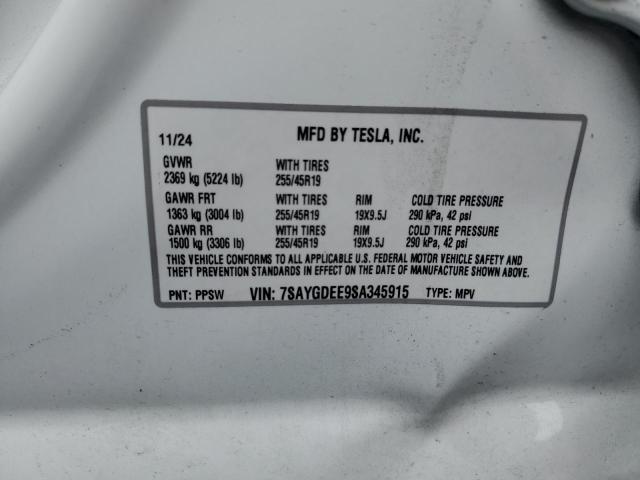 11/24 MFD BY TESLA, INC.
GVWR WITH TIRES
2369 kg (5224 lb) 255/45R19
GAWR FRT WITH TIRES RIM COLD TIRE PRESSURE
1363 kg (3004 lb) 255/45R19 19X9.5J 290 kPa, 42 psi
GAWR RR WITH TIRES RIM COLD TIRE PRESSURE
1500 kg (3306 lb) 255/45R19 19X9.5J 290 kPa, 42 psi
THIS VEHICLE CONFORMS TO ALL APPLICABLE U.S. FEDERAL MOTOR VEHICLE SAFETY AND
THEFT PREVENTION STANDARDS IN EFFECT ON THE DATE OF MANUFACTURE SHOWN ABOVE.
PNT: PPSW VIN: 7SAYGDEE9SA345915 TYPE: MPV